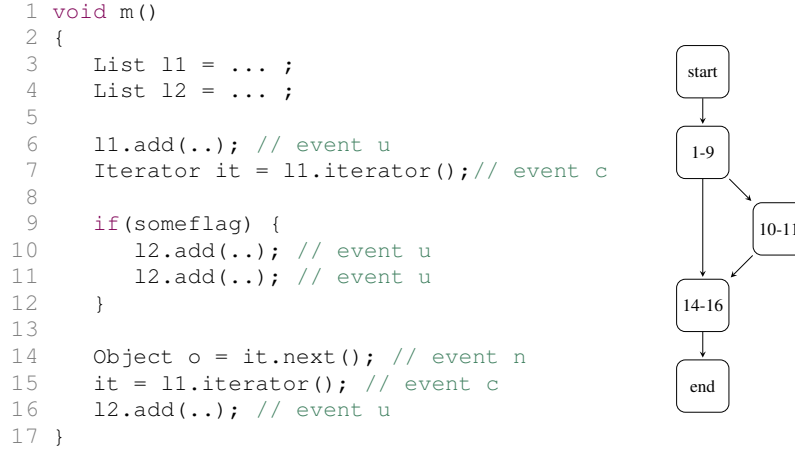 1 void m()
2 {
3 List l1 = ... ;
4 List l2 = ... ;
5
6 l1.add(..); // event u
7 Iterator it = l1.iterator();// event c
8
9 if(someflag) {
10 l2.add(..); // event u
11 l2.add(..); // event u
12 }
13
14 Object o = it.next(); // event n
15 it = l1.iterator(); // event c
16 l2.add(..); // event u
17 }
start
1-9
10-11
14-16
end